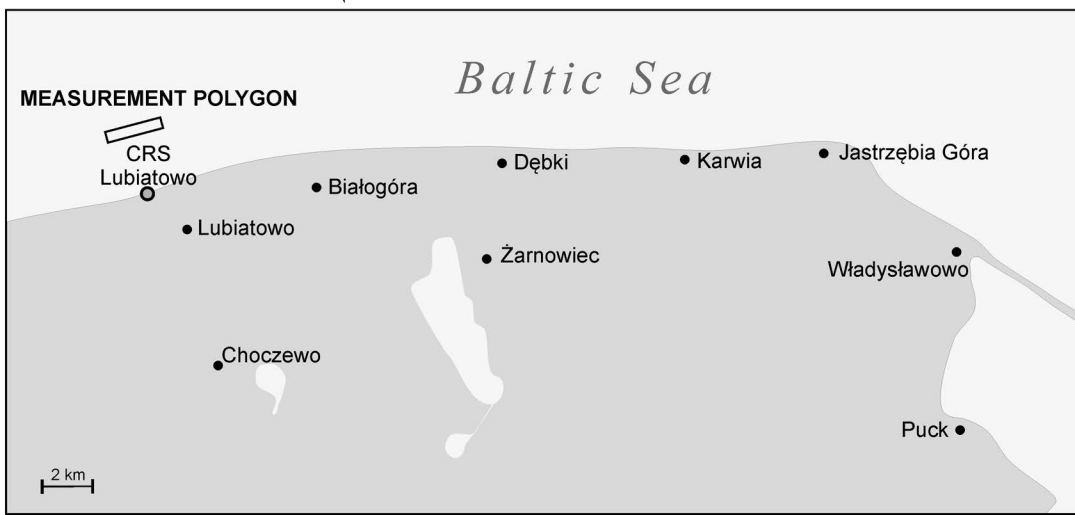 Baltic Sea
MEASUREMENT POLYGON
CRS
Lubiatowo
Dębki
Karwia
Jastrzębia Góra
Białogóra
Lubiatowo
Żarnowiec
Władysławowo
Choczewo
Puck
2 km